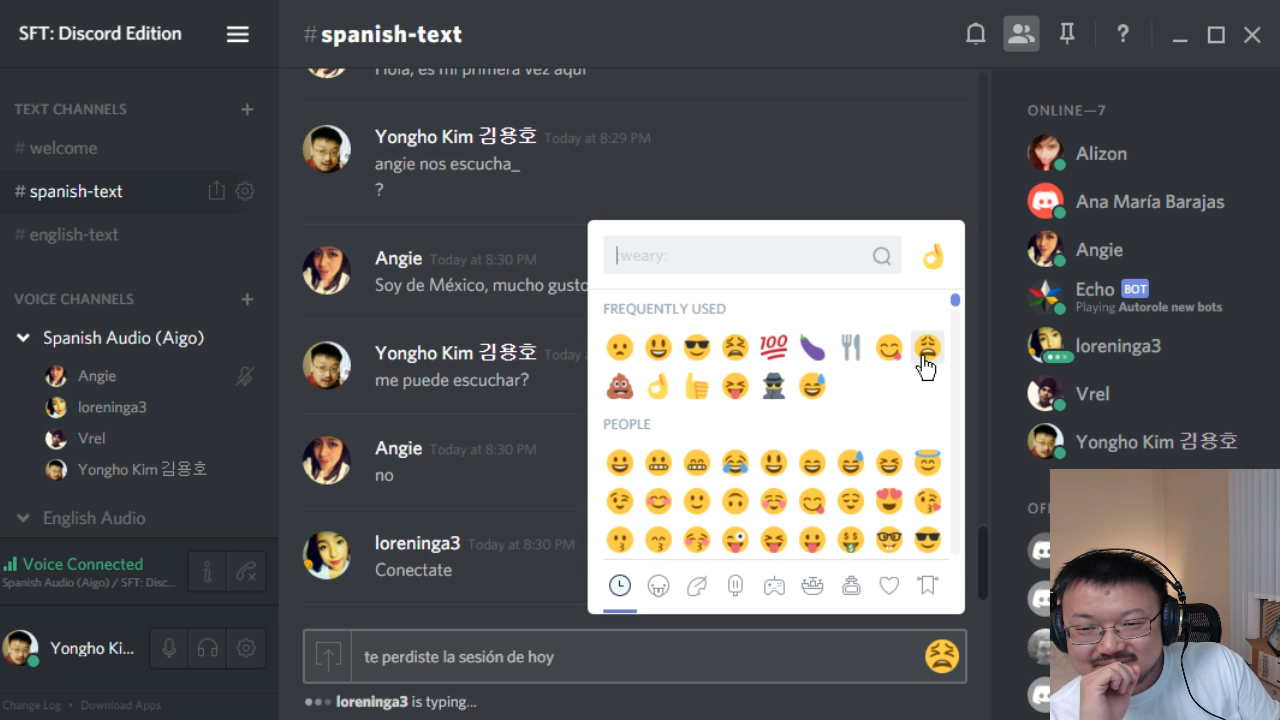 SFT: Discord Edition
#spanish-text
TEXT CHANNELS
# welcome
# spanish-text
# english-text
VOICE CHANNELS
Spanish Audio (Aigo)
Angie
loreninga3
Vrel
Yongho Kim 김용호
English Audio
Voice Connected
Spanish Audio (Aigo) / SFT: Disc...
Yongho Ki...
Change Log • Download Apps
Hola, es mi primera vez aquí
Yongho Kim 김용호 Today at 8:29 PM
angie nos escucha_
?
Angie Today at 8:30 PM
Soy de México, mucho gusto
Yongho Kim 김용호 Today a
me puede escuchar?
Angie Today at 8:30 PM
no
loreninga3 Today at 8:30 PM
Conectate
te perdiste la sesión de hoy
loreninga3 is typing...
:weary:
FREQUENTLY USED
100
PEOPLE
ONLINE—7
Alizon
Ana María Barajas
Angie
Echo BOT
Playing Autorole new bots
loreninga3
Vrel
Yongho Kim 김용호
OF